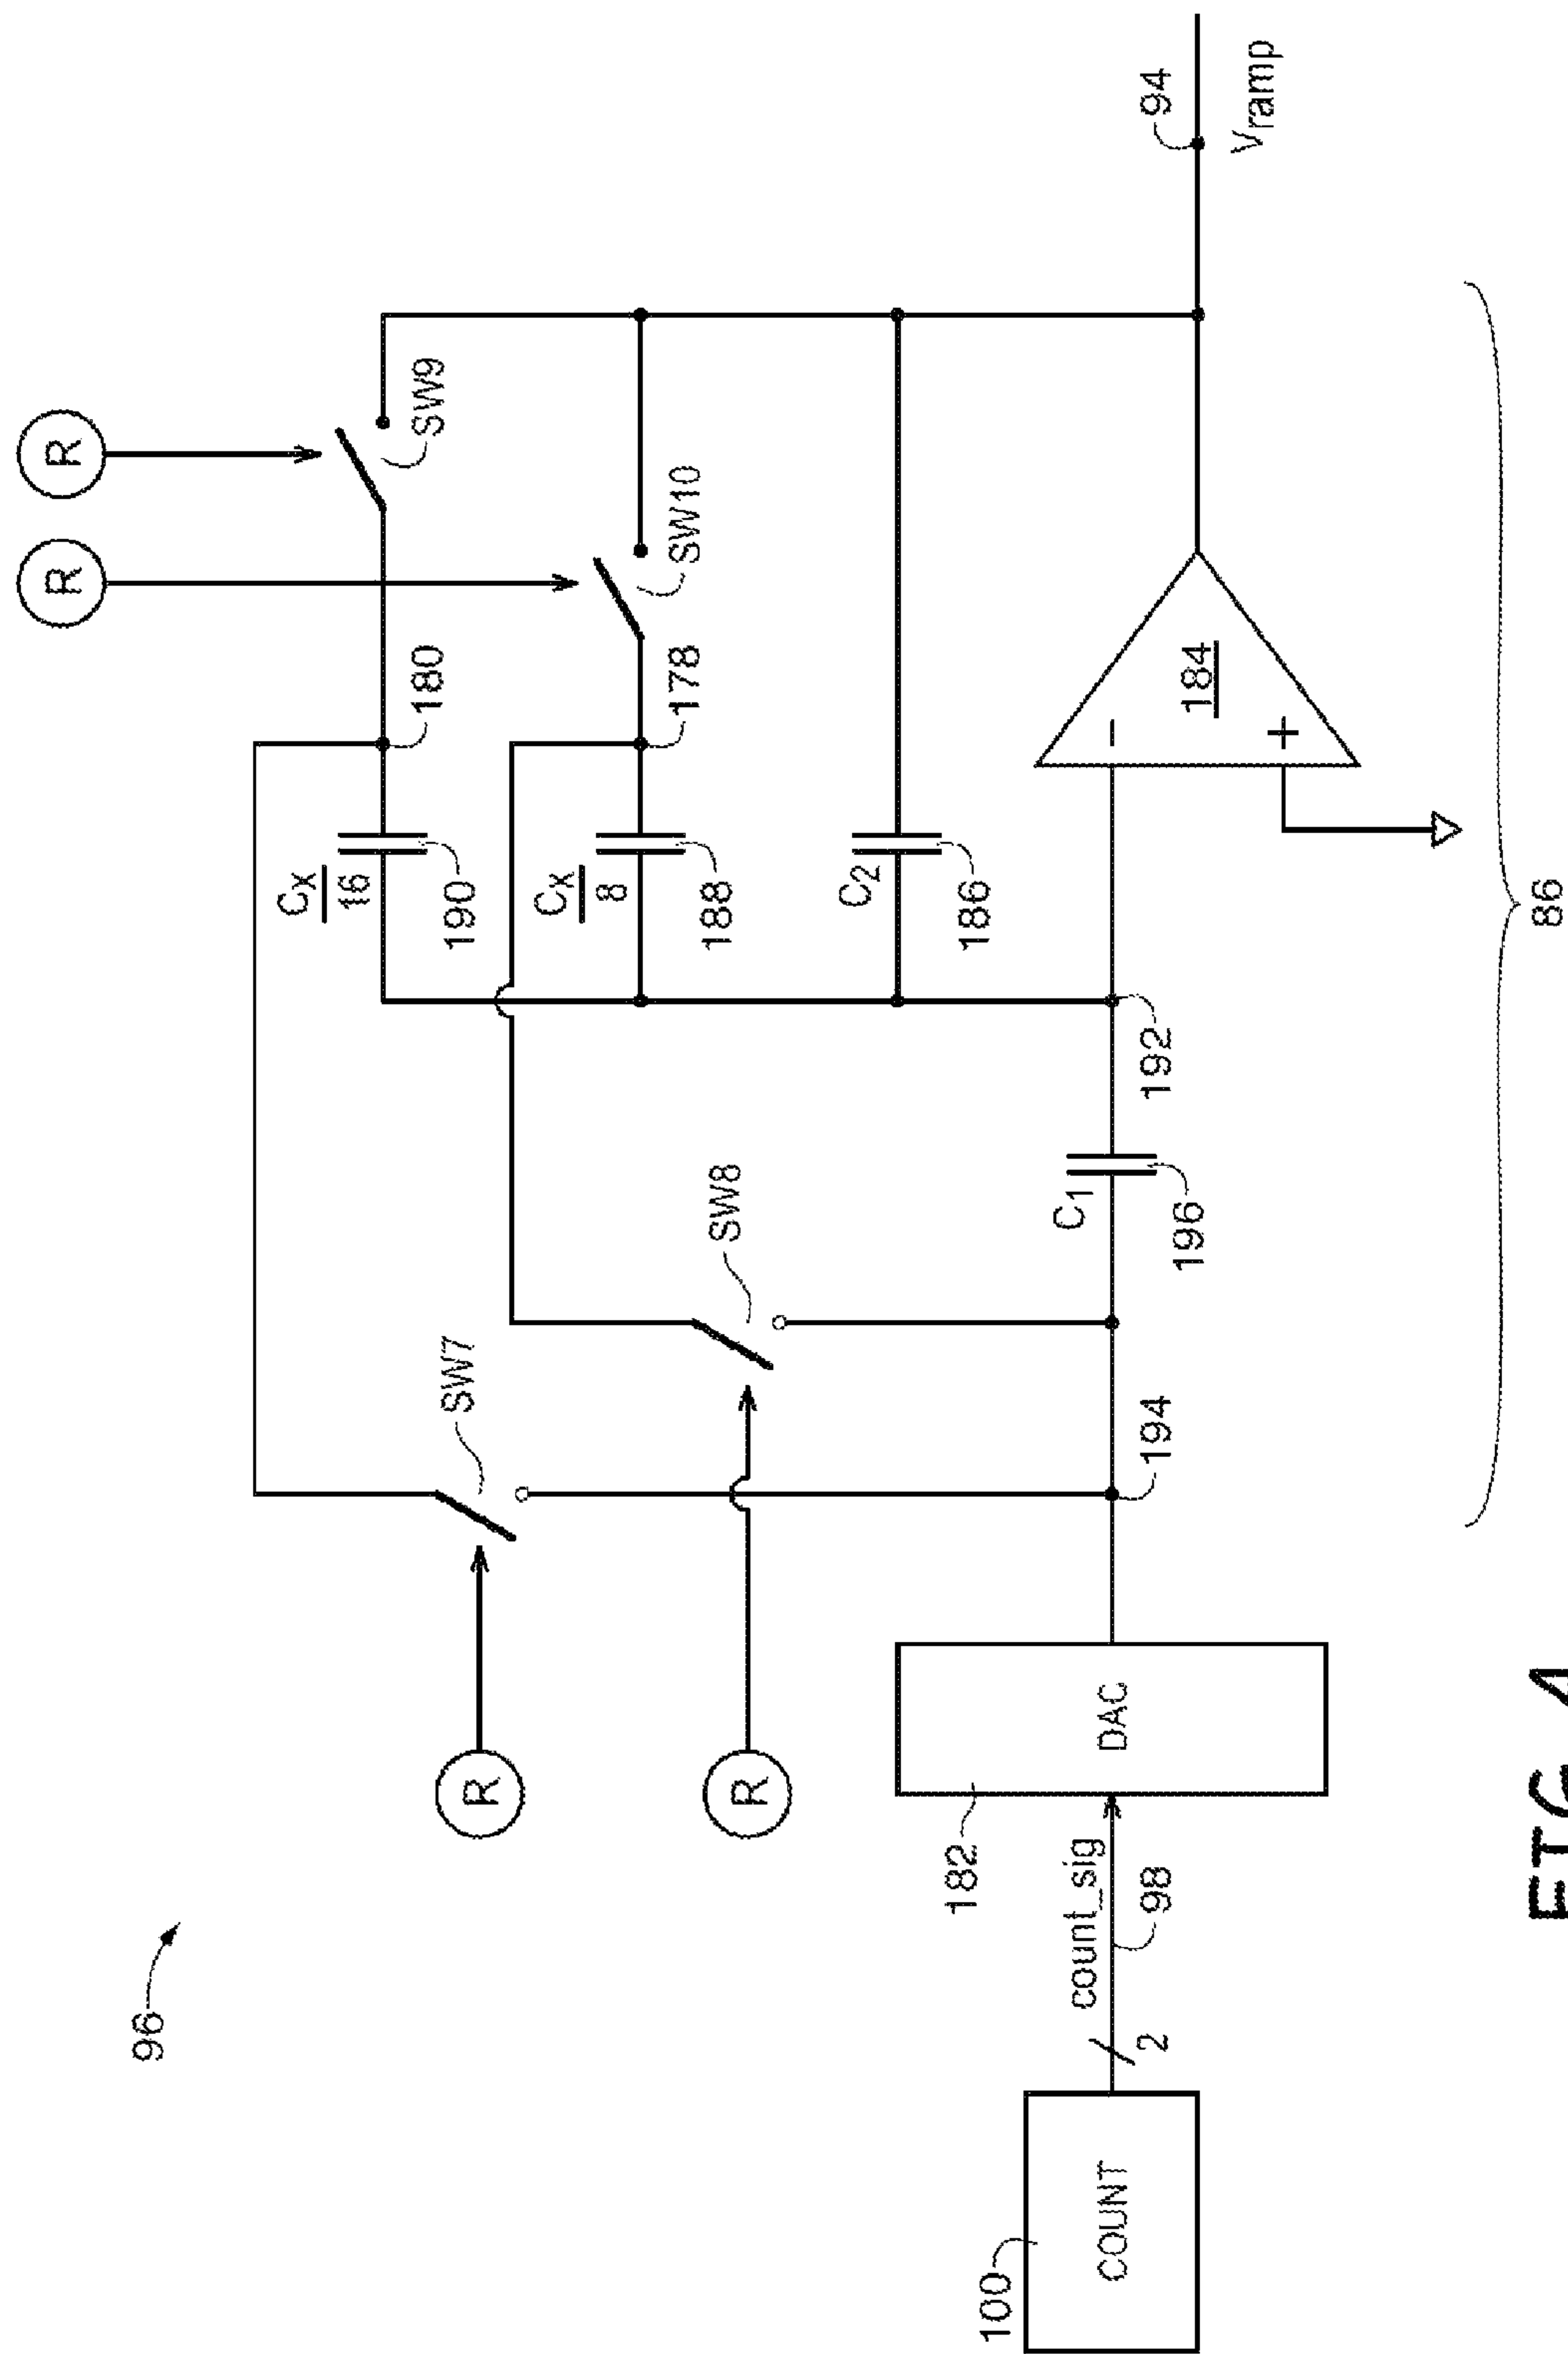 96
R
R
SW9
SW10
180
178
Cx
16
190
Cx
8
188
C2
186
SW7
SW8
R
R
C1
196
192
194
184
-
+
94
Vramp
DAC
182
count_sig
98
2
COUNT
100
86
FIG 4